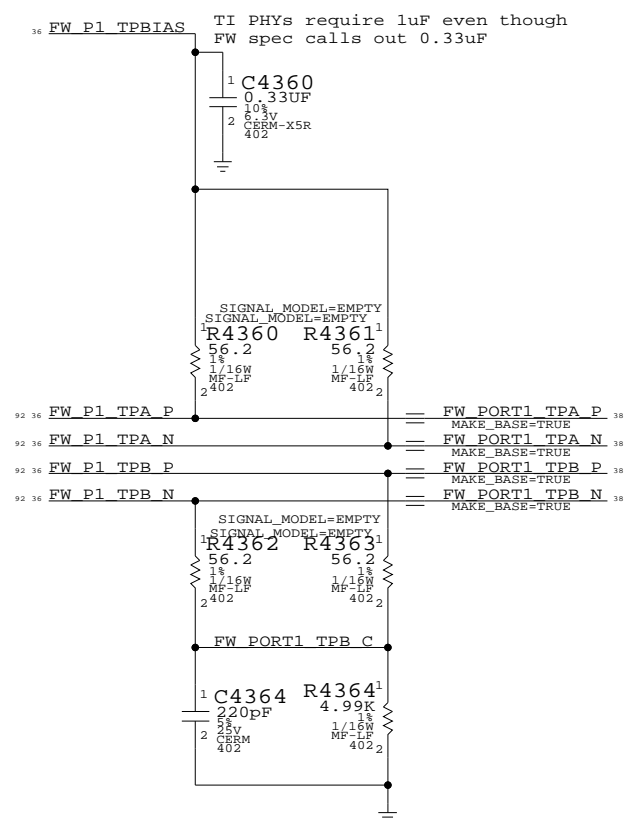 TI PHYs require 1uF even though
FW spec calls out 0.33uF
36 FW_P1_TPBIAS
1 C4360
0.33UF
10%
6.3V
2 CERM-X5R
402
SIGNAL_MODEL=EMPTY
SIGNAL_MODEL=EMPTY
1 R4360 R4361 1
56.2 56.2
1% 1%
1/16W 1/16W
MF-LF MF-LF
2 402 402 2
92 36 FW_P1_TPA_P FW_PORT1_TPA_P 38
MAKE_BASE=TRUE
92 36 FW_P1_TPA_N FW_PORT1_TPA_N 38
MAKE_BASE=TRUE
92 36 FW_P1_TPB_P FW_PORT1_TPB_P 38
MAKE_BASE=TRUE
92 36 FW_P1_TPB_N FW_PORT1_TPB_N 38
MAKE_BASE=TRUE
SIGNAL_MODEL=EMPTY
SIGNAL_MODEL=EMPTY
1 R4362 R4363 1
56.2 56.2
1% 1%
1/16W 1/16W
MF-LF MF-LF
2 402 402 2
FW_PORT1_TPB_C
1 C4364 R4364 1
220pF 4.99K
5% 1%
25V 1/16W
2 CERM MF-LF
402 402 2